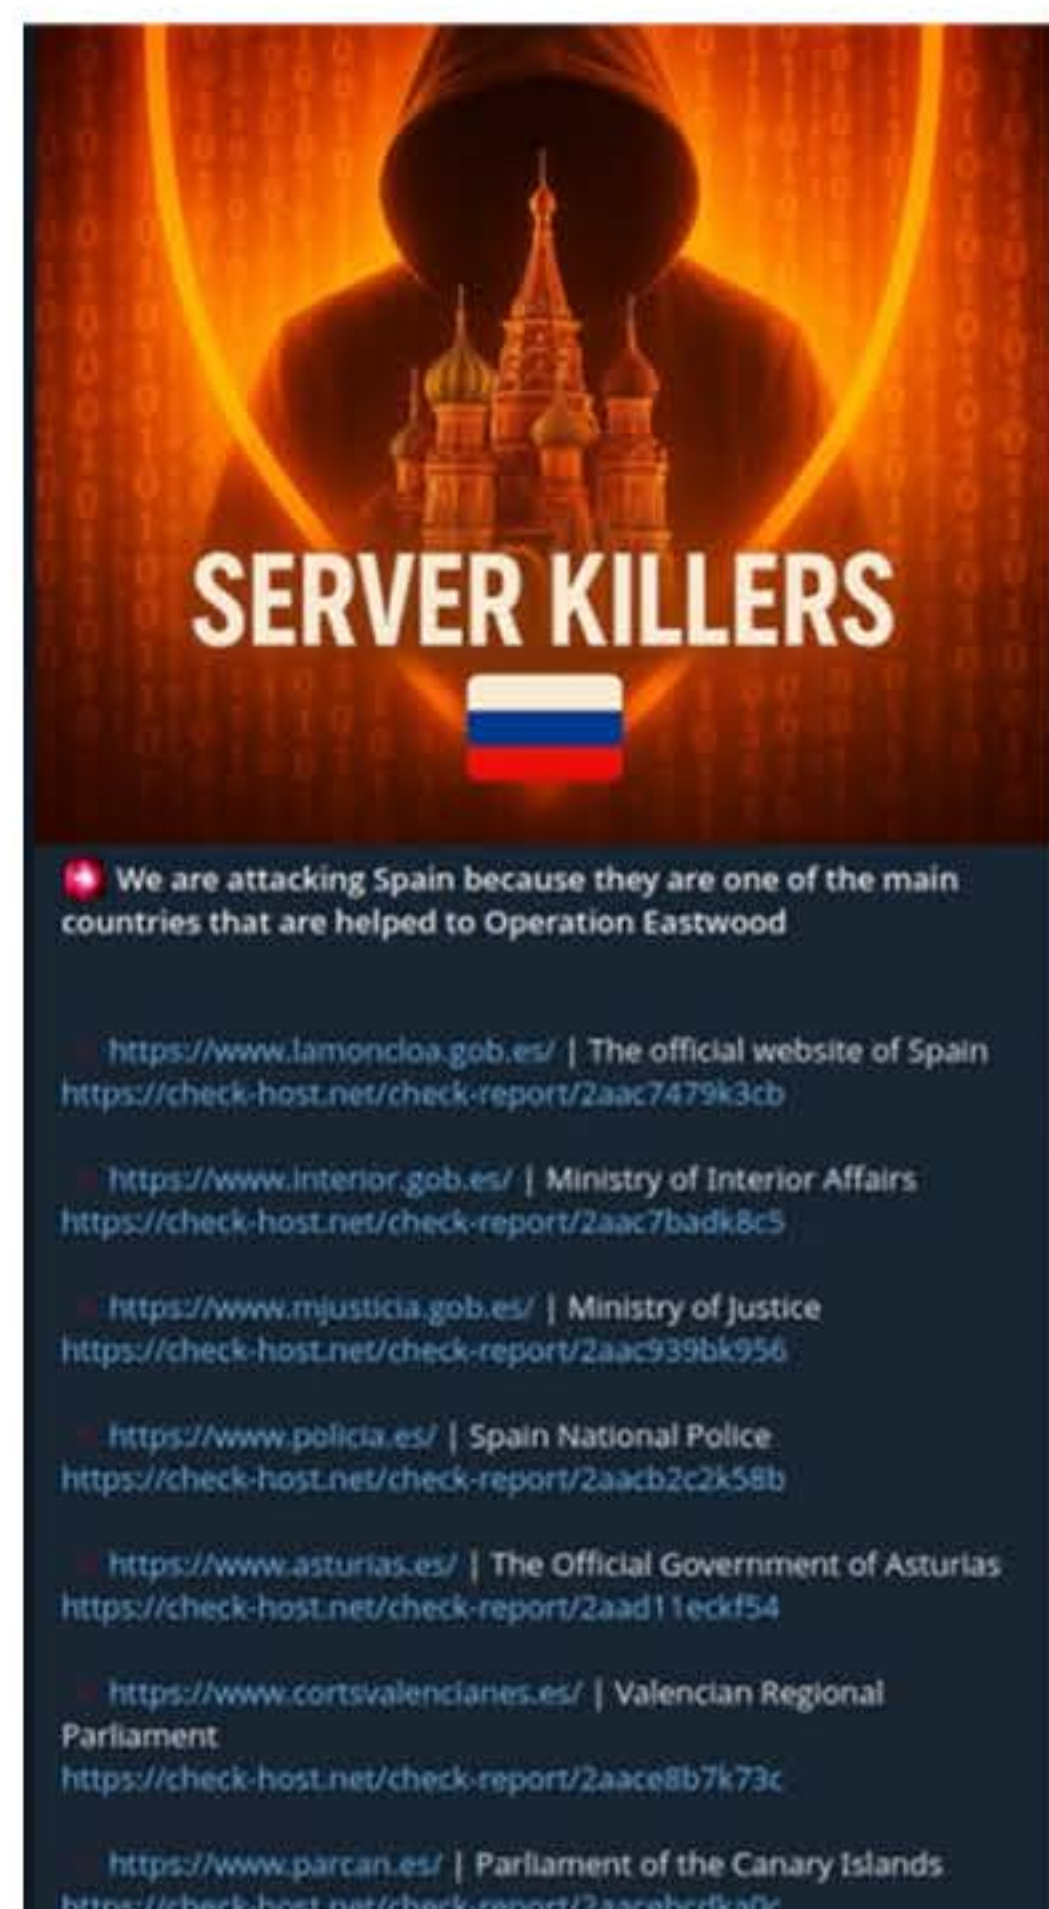 SERVER KILLERS
We are attacking Spain because they are one of the main
countries that are helped to Operation Eastwood
https://www.lamoncloa.gob.es/ | The official website of Spain
https://check-host.net/check-report/2aac7479k3cb
https://www.interior.gob.es/ | Ministry of Interior Affairs
https://check-host.net/check-report/2aac7badk8c5
https://www.mjusticia.gob.es/ | Ministry of Justice
https://check-host.net/check-report/2aac939bk956
https://www.policia.es/ | Spain National Police
https://check-host.net/check-report/2aacb2c2k58b
https://www.asturias.es/ | The Official Government of Asturias
https://check-host.net/check-report/2aad11eckf54
https://www.cortsvalencianes.es/ | Valencian Regional
Parliament
https://check-host.net/check-report/2aace8b7k73c
https://www.parcan.es/ | Parliament of the Canary Islands